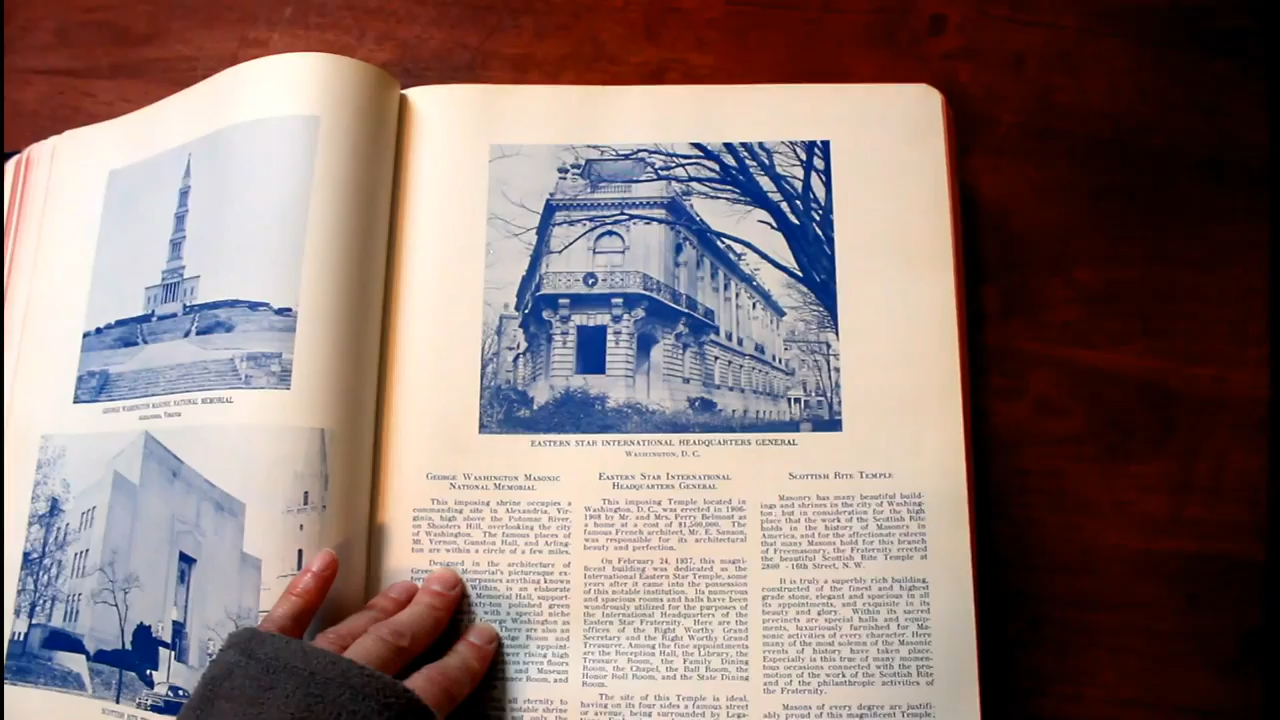 GEORGE WASHINGTON MASONIC NATIONAL MEMORIAL
ALEXANDRIA, VIRGINIA
SCOTTISH RITE
EASTERN STAR INTERNATIONAL HEADQUARTERS GENERAL
WASHINGTON, D. C.
GEORGE WASHINGTON MASONIC
NATIONAL MEMORIAL
This imposing shrine occupies a
commanding site in Alexandria, Vir-
ginia, high above the Potomac River,
on Shooters Hill, overlooking the city
of Washington. The famous places of
Mt. Vernon, Gunston Hall, and Arling-
ton are within a circle of a few miles.
Designed in the architecture of
Memorial's picturesque ex-
surpasses anything known
Within, is an elaborate
Memorial Hall, support-
sixty-ton polished green
with a special niche
George Washington as
There are also an
Room and
Masonic appoint-
rising high
seven floors
and Museum
Room, and
all eternity to
notable shrine
not only the
EASTERN STAR INTERNATIONAL
HEADQUARTERS GENERAL
This imposing Temple located in
Washington, D. C., was erected in 1906-
1908 by Mr. and Mrs. Perry Belmont as
a home at a cost of $1,500,000. The
famous French architect, Mr. E. Sanson,
was responsible for its architectural
beauty and perfection.
On February 24, 1937, this magni-
ficent building was dedicated as the
International Eastern Star Temple, some
years after it came into the possession
of this notable institution. Its numerous
and spacious rooms and halls have been
wondrously utilized for the purposes of
the International Headquarters of the
Eastern Star Fraternity. Here are the
offices of the Right Worthy Grand
Secretary and the Right Worthy Grand
Treasurer. Among the fine appointments
are the Reception Hall, the Library, the
Treasure Room, the Family Dining
Room, the Chapel, the Ball Room, the
Honor Roll Room, and the State Dining
Room.
The site of this Temple is ideal,
having on its four sides a famous street
or avenue, being surrounded by Lega-
SCOTTISH RITE TEMPLE
Masonry has many beautiful build-
ings and shrines in the city of Washing-
ton; but in consideration for the high
place that the work of the Scottish Rite
holds in the history of Masonry in
America, and for the affectionate esteem
that many Masons hold for this branch
of Freemasonry, the Fraternity erected
the beautiful Scottish Rite Temple at
2800 - 16th Street, N. W.
It is truly a superbly rich building,
constructed of the finest and highest
grade stone, elegant and spacious in all
its appointments, and exquisite in its
beauty and glory. Within its sacred
precincts are special halls and equip-
ments, luxuriously furnished for Ma-
sonic activities of every character. Here
many of the most solemn of the Masonic
events of history have taken place.
Especially is this true of many momen-
tous occasions connected with the pro-
motion of the work of the Scottish Rite
and of the philanthropic activities of
the Fraternity.
Masons of every degree are justifi-
ably proud of this magnificent Temple;